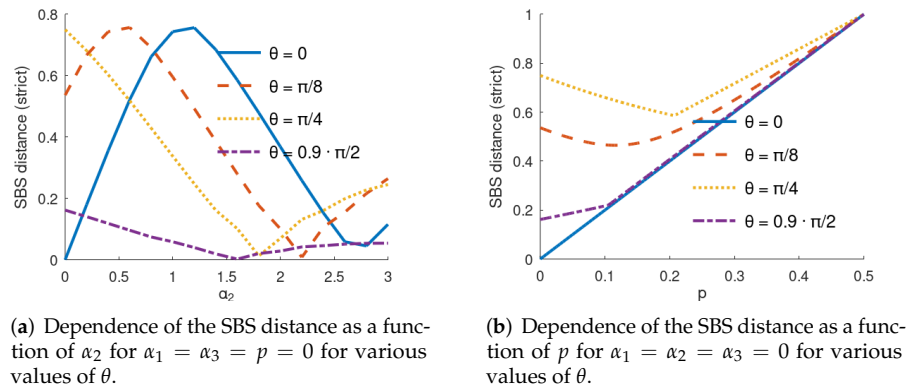 0.8
0.6
0.4
0.2
0
SBS distance (strict)
0 0.5 1 1.5 2 2.5 3
α2
θ = 0
θ = π/8
θ = π/4
θ = 0.9 · π/2
1
0.8
0.6
0.4
0.2
0
SBS distance (strict)
0 0.1 0.2 0.3 0.4 0.5
p
θ = 0
θ = π/8
θ = π/4
θ = 0.9 · π/2
(a) Dependence of the SBS distance as a func-
tion of α2 for α1 = α3 = p = 0 for various
values of θ.
(b) Dependence of the SBS distance as a func-
tion of p for α1 = α2 = α3 = 0 for various
values of θ.